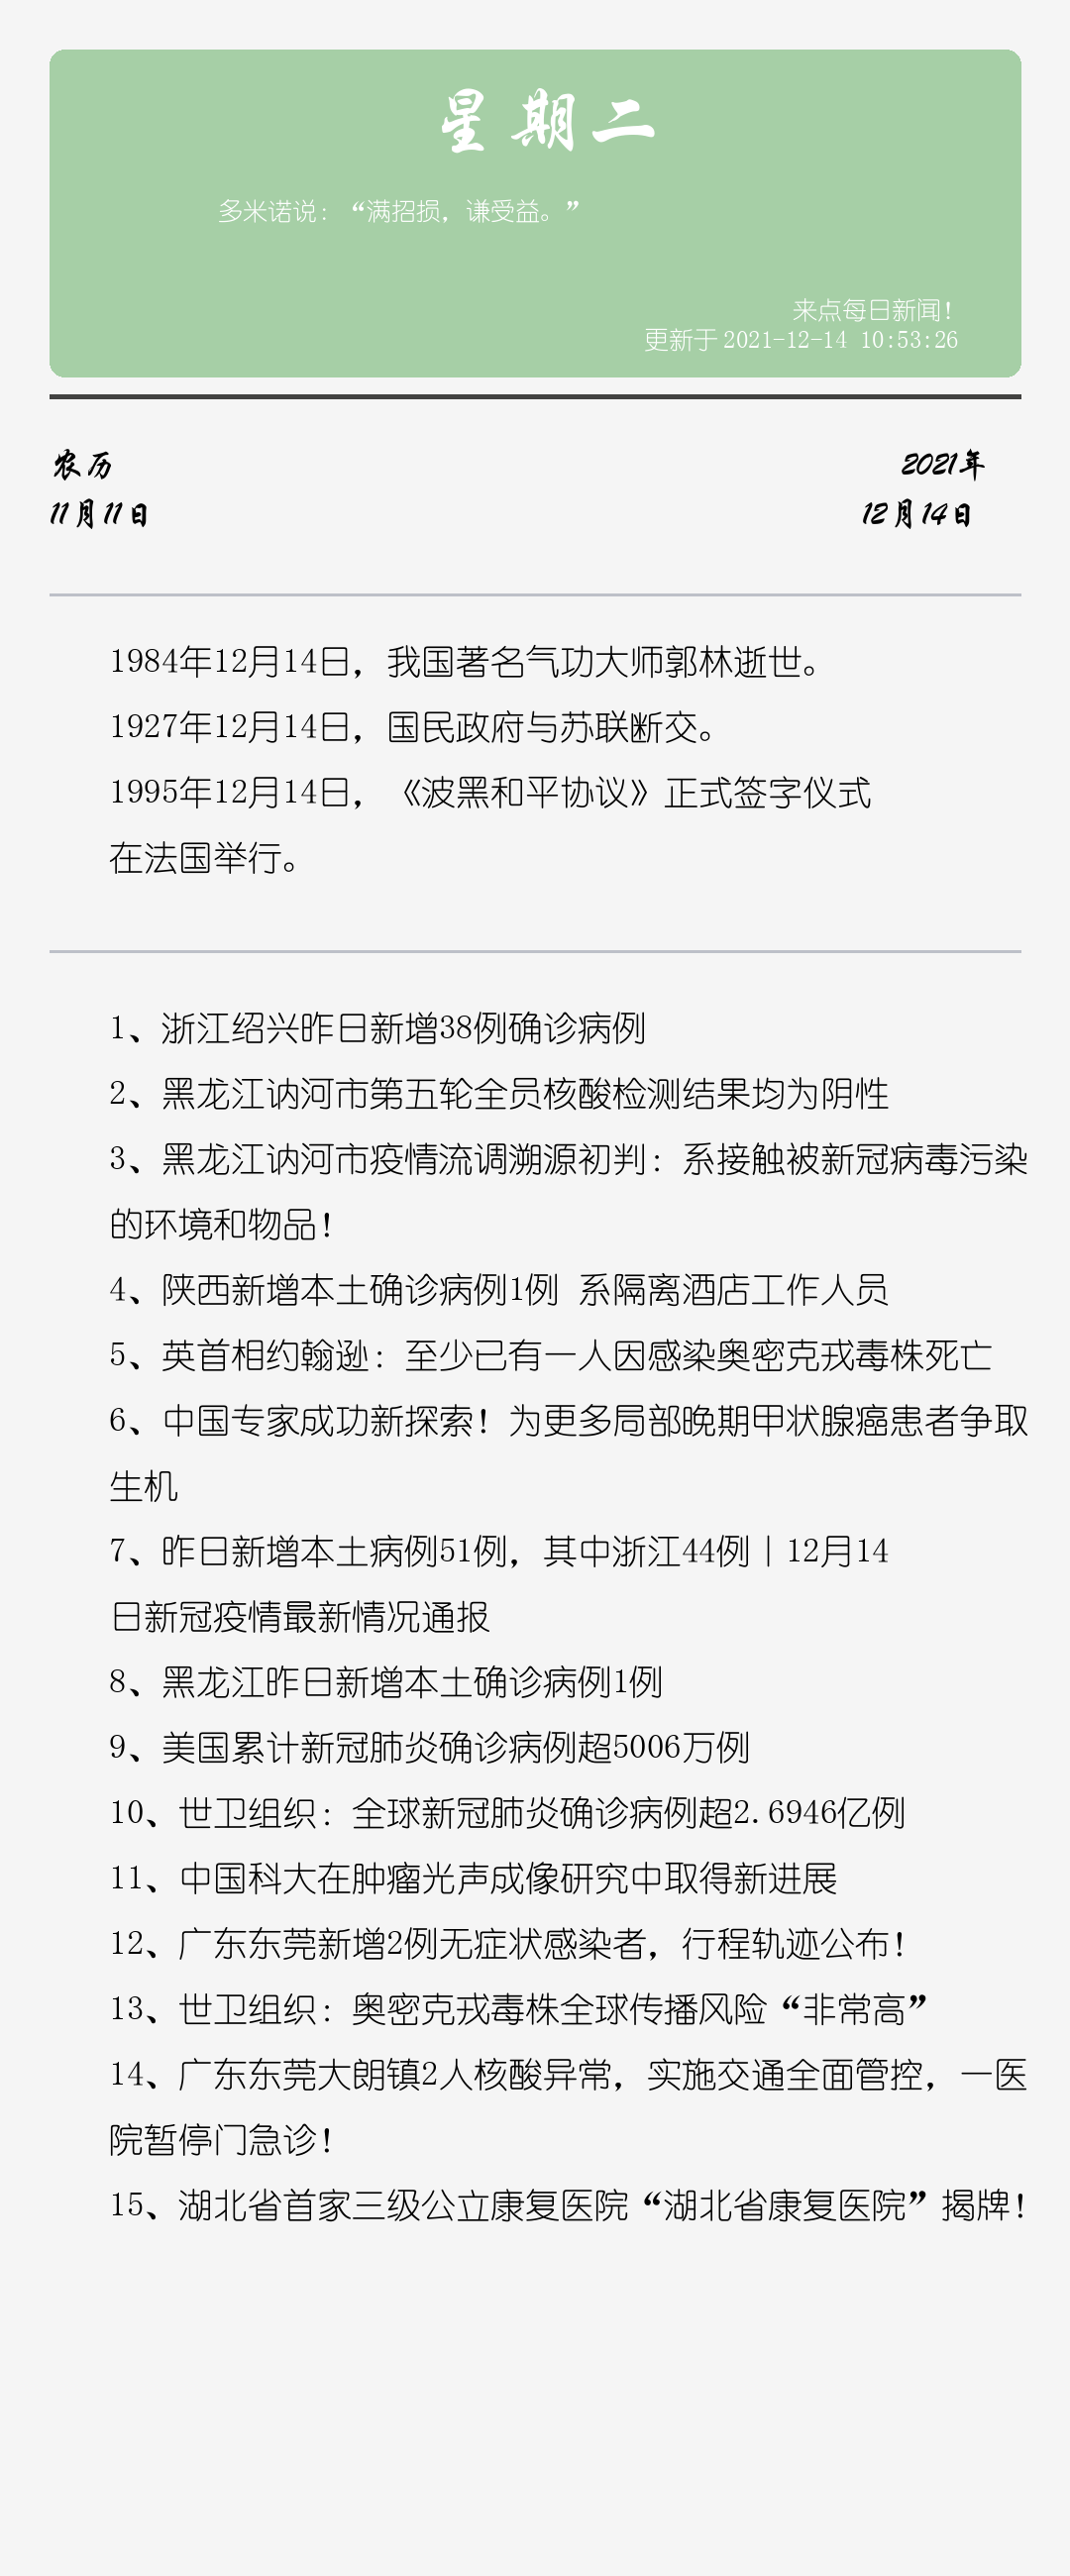 星期二
多米诺说：“满招损，谦受益。”
来点每日新闻！
更新于 2021-12-14 10:53:26
农历
2021年
11月11日
12月14日
1984年12月14日，我国著名气功大师郭林逝世。
1927年12月14日，国民政府与苏联断交。
1995年12月14日，《波黑和平协议》正式签字仪式
在法国举行。
1、浙江绍兴昨日新增38例确诊病例
2、黑龙江讷河市第五轮全员核酸检测结果均为阴性
3、黑龙江讷河市疫情流调溯源初判：系接触被新冠病毒污染
的环境和物品！
4、陕西新增本土确诊病例1例 系隔离酒店工作人员
5、英首相约翰逊：至少已有一人因感染奥密克戎毒株死亡
6、中国专家成功新探索！为更多局部晚期甲状腺癌患者争取
生机
7、昨日新增本土病例51例，其中浙江44例丨12月14
日新冠疫情最新情况通报
8、黑龙江昨日新增本土确诊病例1例
9、美国累计新冠肺炎确诊病例超5006万例
10、世卫组织：全球新冠肺炎确诊病例超2.6946亿例
11、中国科大在肿瘤光声成像研究中取得新进展
12、广东东莞新增2例无症状感染者，行程轨迹公布！
13、世卫组织：奥密克戎毒株全球传播风险“非常高”
14、广东东莞大朗镇2人核酸异常，实施交通全面管控，一医
院暂停门急诊！
15、湖北省首家三级公立康复医院“湖北省康复医院”揭牌！